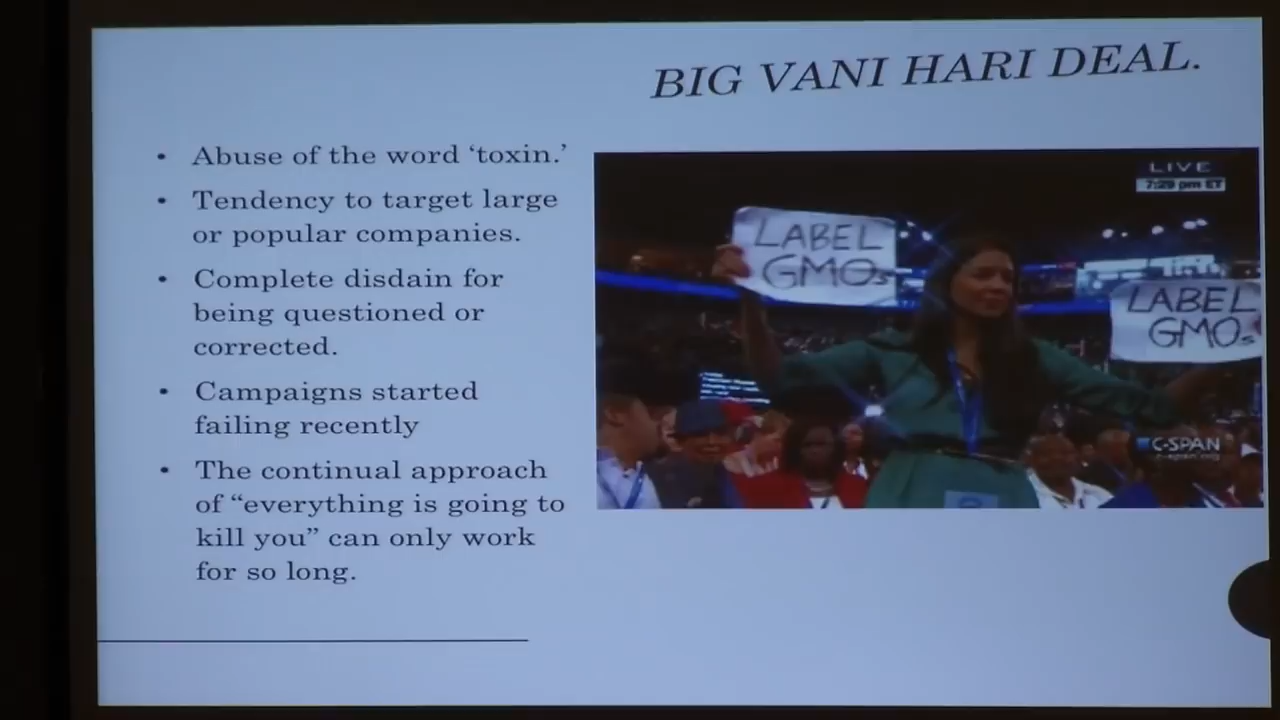 BIG VANI HARI DEAL.
• Abuse of the word ‘toxin.’
• Tendency to target large
or popular companies.
• Complete disdain for
being questioned or
corrected.
• Campaigns started
failing recently
• The continual approach
of “everything is going to
kill you” can only work
for so long.
LIVE
7:29 pm ET
LABEL
GMOs
LABEL
GMOs
C-SPAN
c-span.org